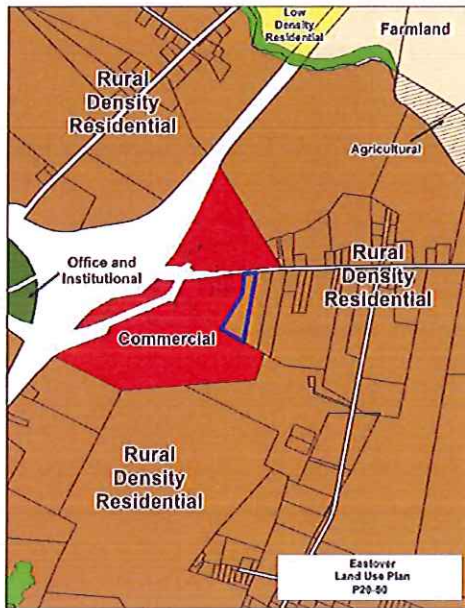 Low
Density
Residential
Farmland
Rural
Density
Residential
Agricultural
Office and
Institutional
Rural
Density
Residential
Commercial
Rural
Density
Residential
Eastover
Land Use Plan
P20-50